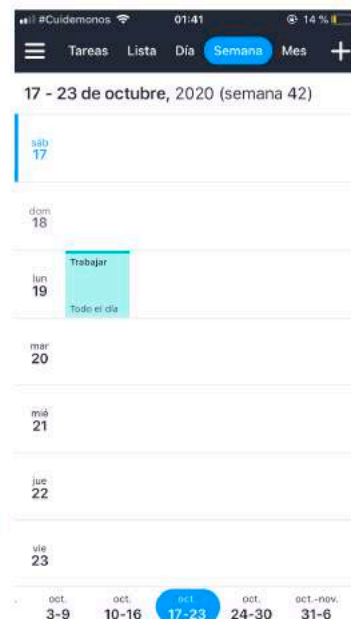 #Cuidemonos 01:41 14 %
Tareas Lista Día Semana Mes +
17 - 23 de octubre, 2020 (semana 42)
sáb
17
dom
18
Trabajar
lun
19
Todo el día
mar
20
mié
21
jue
22
vie
23
oct. oct. oct. oct. oct.-nov.
3-9 10-16 17-23 24-30 31-6